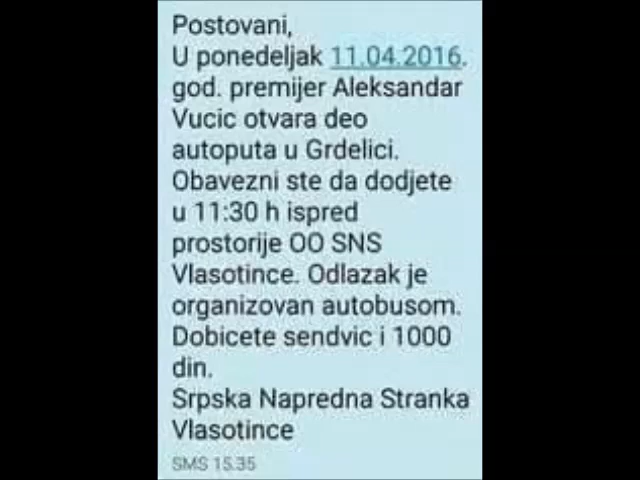 Postovani,
U ponedeljak 11.04.2016.
god. premijer Aleksandar
Vucic otvara deo
autoputa u Grdelici.
Obavezni ste da dodjete
u 11:30 h ispred
prostorije OO SNS
Vlasotince. Odlazak je
organizovan autobusom.
Dobicete sendvic i 1000
din.
Srpska Napredna Stranka
Vlasotince
SMS 15.35